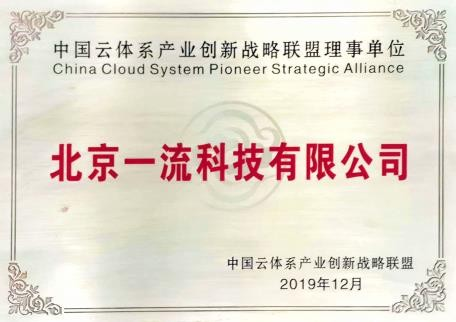 中国云体系产业创新战略联盟理事单位
China Cloud System Pioneer Strategic Alliance
北京一流科技有限公司
中国云体系产业创新战略联盟
2019年12月